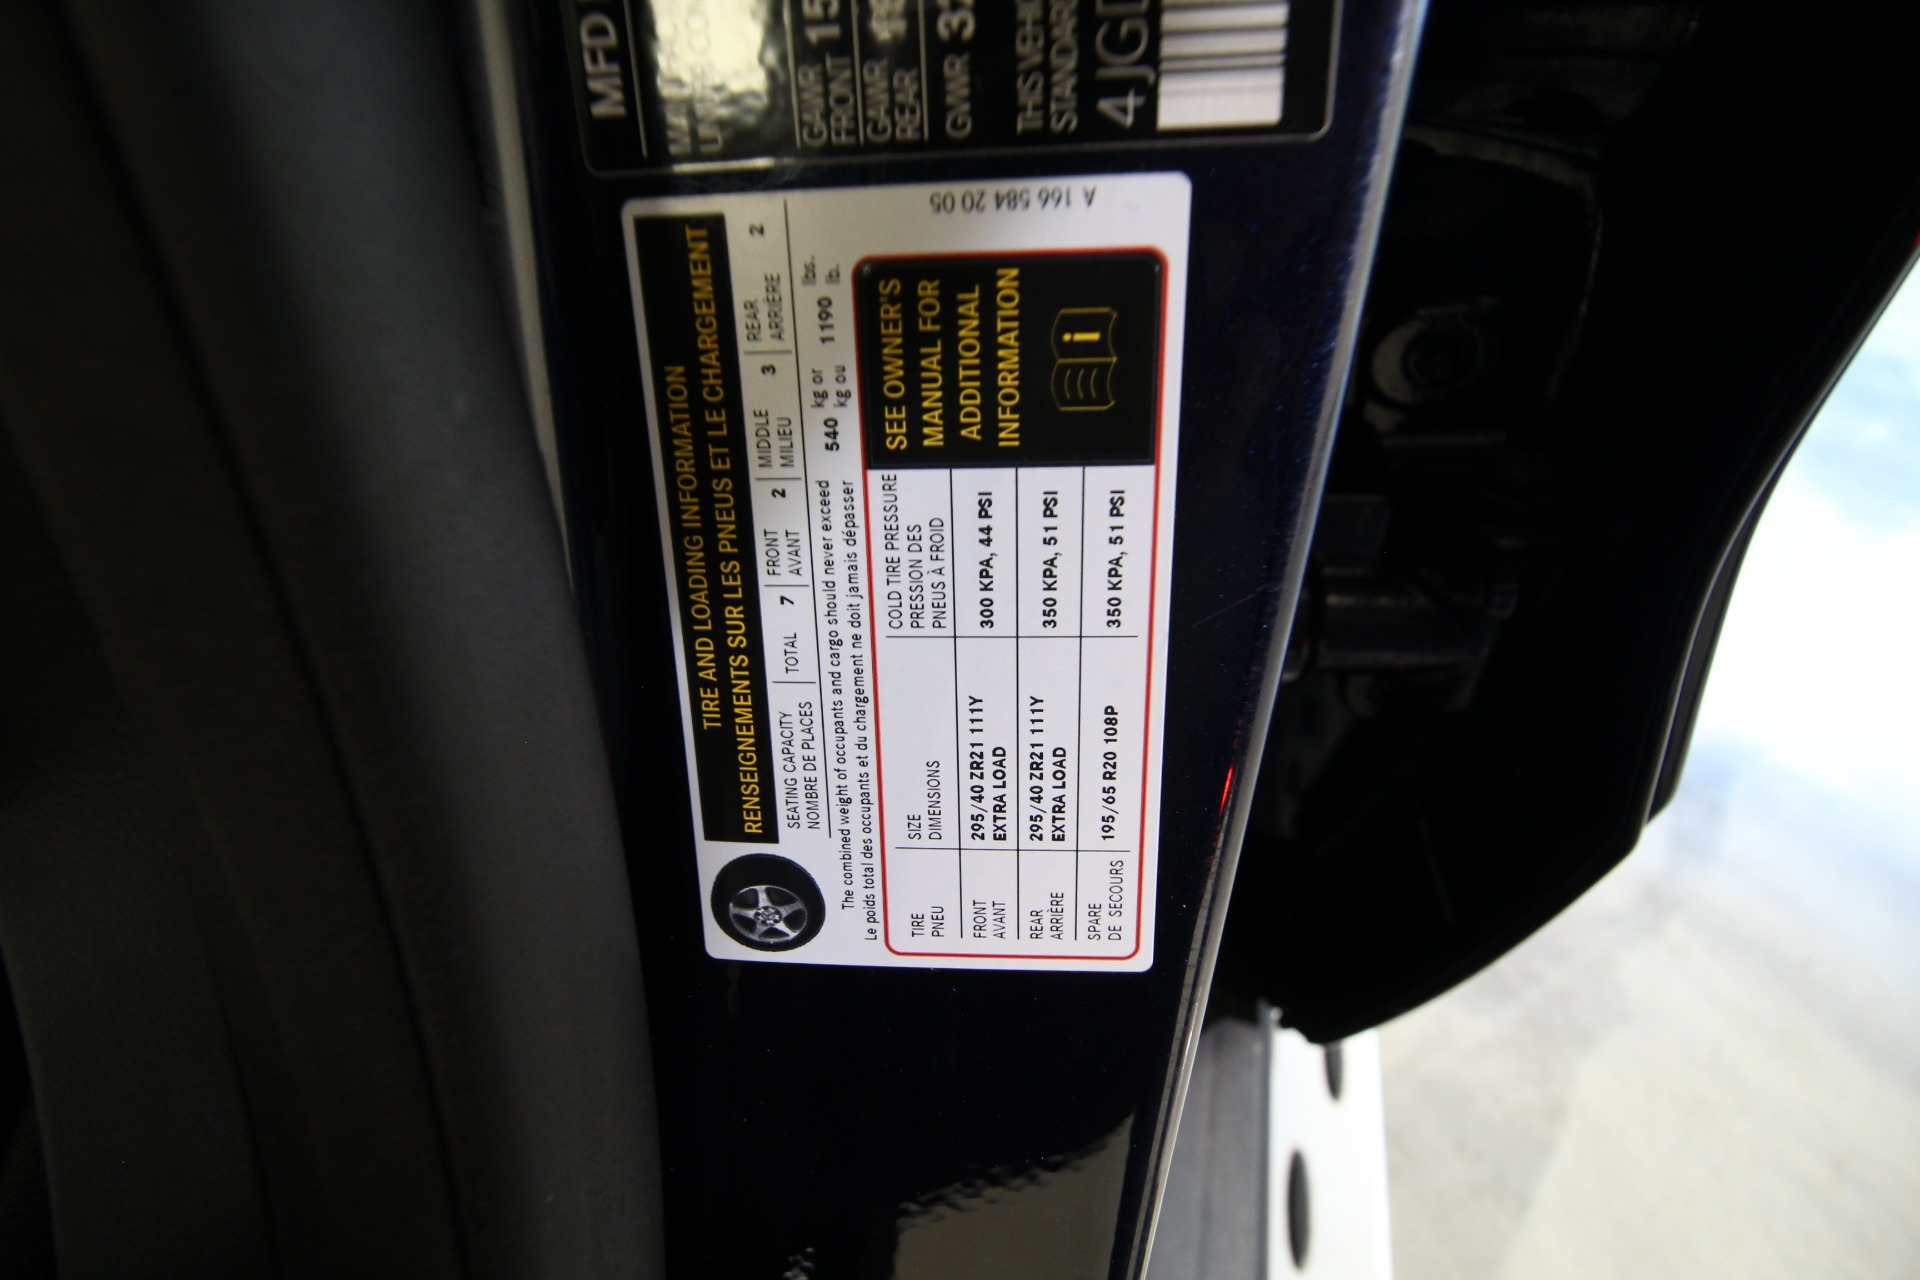 MFD
GAWR
FRONT 15
GAWR
REAR
GVWR 32
THIS VEHIC
STANDARD
4JG
TIRE AND LOADING INFORMATION
RENSEIGNEMENTS SUR LES PNEUS ET LE CHARGEMENT
SEATING CAPACITY TOTAL 7 FRONT 2 MIDDLE 3 REAR 2
NOMBRE DE PLACES AVANT MILIEU ARRIÈRE
The combined weight of occupants and cargo should never exceed 540 kg or 1190 lbs.
Le poids total des occupants et du chargement ne doit jamais dépasser kg ou lb.
TIRE SIZE COLD TIRE PRESSURE
PNEU DIMENSIONS PRESSION DES
PNEUS À FROID
FRONT 295/40 ZR21 111Y 300 KPA, 44 PSI
AVANT EXTRA LOAD
REAR 295/40 ZR21 111Y 350 KPA, 51 PSI
ARRIÈRE EXTRA LOAD
SPARE 195/65 R20 108P 350 KPA, 51 PSI
DE SECOURS
SEE OWNER'S
MANUAL FOR
ADDITIONAL
INFORMATION
i
A 166 584 20 05